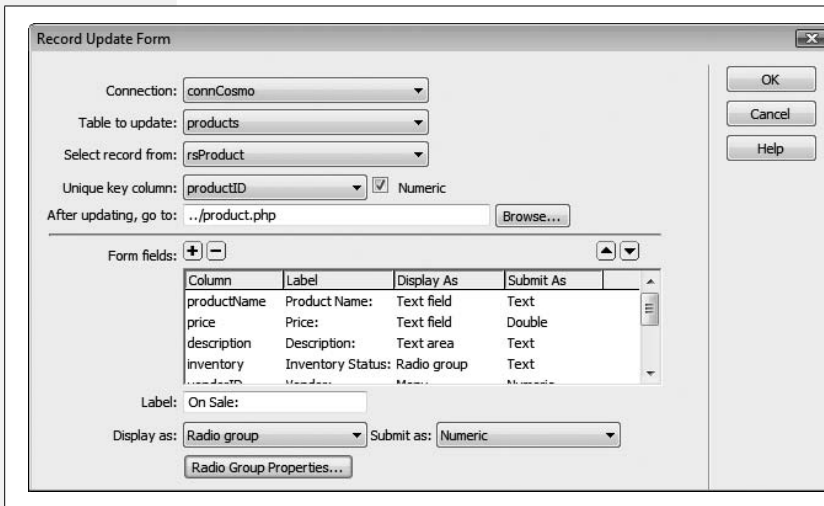 Record Update Form
Connection: connCosmo
Table to update: products
Select record from: rsProduct
Unique key column: productID Numeric
After updating, go to: ../product.php Browse...
Form fields:
Column Label Display As Submit As
productName Product Name: Text field Text
price Price: Text field Double
description Description: Text area Text
inventory Inventory Status: Radio group Text
Label: On Sale:
Display as: Radio group Submit as: Numeric
Radio Group Properties...
OK
Cancel
Help